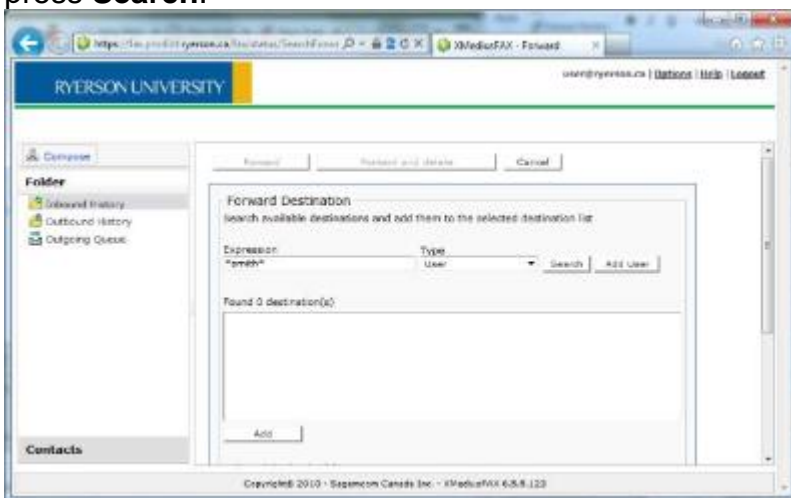 press Search.
XMediusFAX - Forward
user@ryerson.ca | Options | Help | Logout
RYERSON UNIVERSITY
Compose
Forward Forward and delete Cancel
Folder
Inbound History
Outbound History
Outgoing Queue
Forward Destination
Search available destinations and add them to the selected destination list
Expression Type
*smith* User Search Add User
Found 0 destination(s)
Add
Contacts
Copyright© 2010 - Sagemcom Canada Inc. - XMediusFAX 6.5.5.123